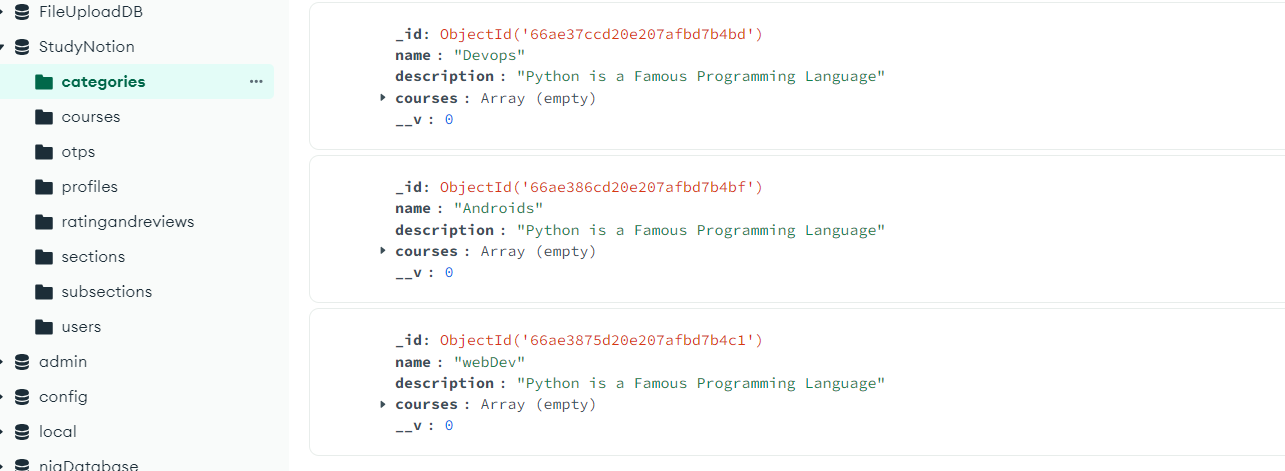 FileUploadDB
StudyNotion
categories
courses
otps
profiles
ratingandreviews
sections
subsections
users
admin
config
local
niqDatabase
_id: ObjectId('66ae37ccd20e207afbd7b4bd')
name : "Devops"
description : "Python is a Famous Programming Language"
courses : Array (empty)
__v : 0
_id: ObjectId('66ae386cd20e207afbd7b4bf')
name : "Androids"
description : "Python is a Famous Programming Language"
courses : Array (empty)
__v : 0
_id: ObjectId('66ae3875d20e207afbd7b4c1')
name : "webDev"
description : "Python is a Famous Programming Language"
courses : Array (empty)
__v : 0